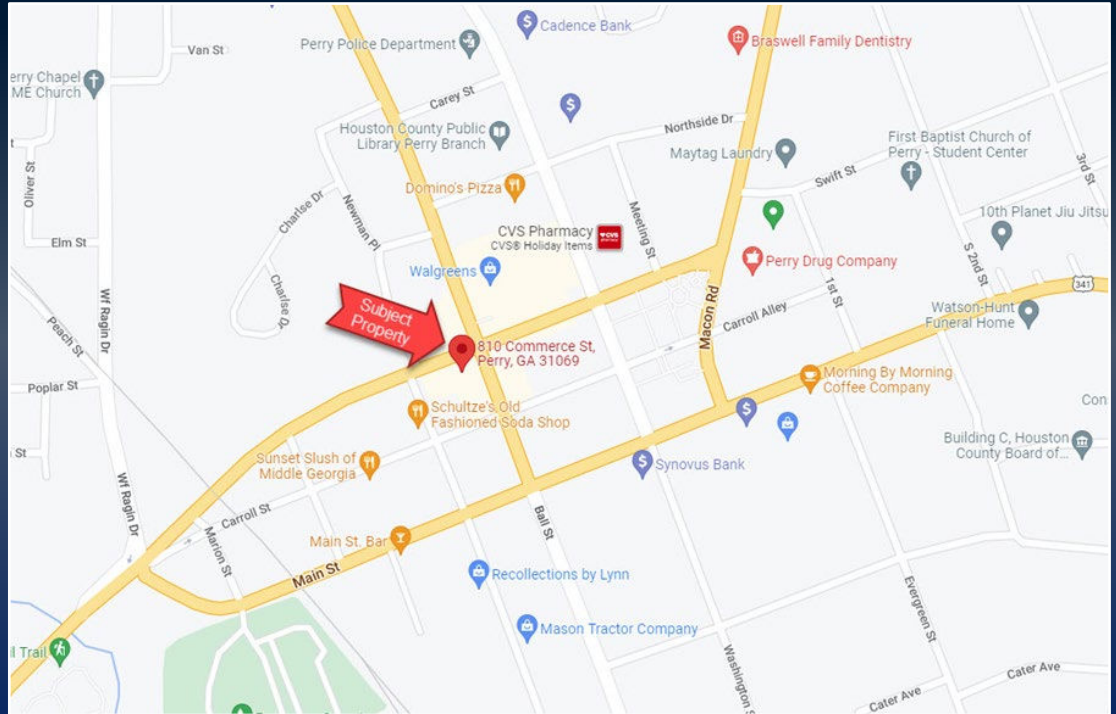 Cadence Bank
Perry Police Department
Braswell Family Dentistry
Van St
erry Chapel
ME Church
Carey St
Houston County Public
Library Perry Branch
Northside Dr
Maytag Laundry
First Baptist Church of
Perry - Student Center
3rd St
Swift St
Oliver St
Domino's Pizza
Charlse Dr
Newman Pl
Meeting St
10th Planet Jiu Jitsu
Elm St
CVS Pharmacy
CVS® Holiday Items
CVS
pharmacy
Walgreens
Perry Drug Company
S 2nd St
341
Charlse Dr
Wf Ragin Dr
Peach St
Subject
Property
1st St
Watson-Hunt
Funeral Home
Carroll Alley
Macon Rd
810 Commerce St,
Perry, GA 31069
Poplar St
Morning By Morning
Coffee Company
Con
Schultze's Old
Fashioned Soda Shop
St
Building C, Houston
County Board of...
Sunset Slush of
Middle Georgia
Synovus Bank
Wf Ragin Dr
Carroll St
Ball St
Marion St
Main St. Bar
Main St
Recollections by Lynn
Evergreen St
Mason Tractor Company
l Trail
Washington S
Cater Ave
Cater Ave